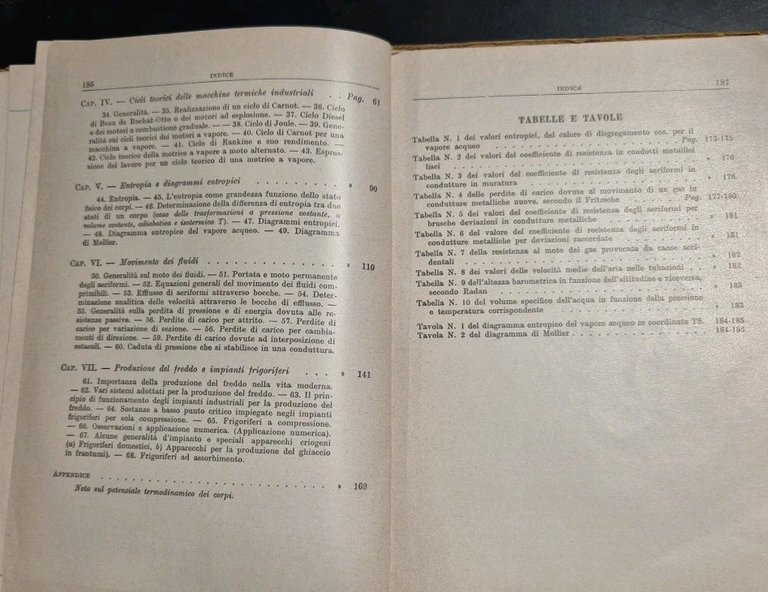 186
INDICE
CAP. IV. — Cicli teorici delle macchine termiche industriali . . Pag. 61
34. Generalità. — 35. Realizzazione di un ciclo di Carnot. — 36. Ciclo
di Beau de Rochat-Otto o dei motori ad esplosione. — 37. Ciclo Diesel
o dei motori a combustione graduale. — 38. Ciclo di Joule. — 39. Gene-
ralità sui cicli teorici dei motori a vapore. — 40. Ciclo di Carnot per una
macchina a vapore. — 41. Ciclo di Rankine e suo rendimento. —
42. Ciclo teorico della motrice a vapore a moto alternato. — 43. Espres-
sione del lavoro per un ciclo teorico di una motrice a vapore.
CAP. V. — Entropia e diagrammi entropici . . . . . . . . » 90
44. Entropia. — 45. L'entropia come grandezza funzione dello stato
fisico dei corpi. — 46. Determinazione della differenza di entropia tra due
stati di un corpo (caso delle trasformazioni a pressione costante, a
volume costante, adiabatica e isotermica T). — 47. Diagrammi entropici.
— 48. Diagramma entropico del vapore acqueo. — 49. Diagramma
di Mollier.
CAP. VI. — Movimento dei fluidi . . . . . . . . . . . . » 110
50. Generalità sul moto dei fluidi. — 51. Portata e moto permanente
degli aeriformi. — 52. Equazioni generali del movimento dei fluidi com-
primibili. — 53. Efflusso di aeriformi attraverso bocche. — 54. Deter-
minazione analitica delle velocità attraverso le bocche di efflusso. —
55. Generalità sulla perdita di pressione e di energia dovuta alle re-
sistenze passive. — 56. Perdite di carico per attrito. — 57. Perdite di
carico per variazione di sezione. — 58. Perdite di carico per cambia-
menti di direzione. — 59. Perdite di carico dovute ad interposizione di
ostacoli. — 60. Caduta di pressione che si stabilisce in una conduttura.
CAP. VII. — Produzione del freddo e impianti frigoriferi . . . » 141
61. Importanza della produzione del freddo nella vita moderna.
— 62. Vari sistemi adottati per la produzione del freddo. — 63. Il prin-
cipio di funzionamento degli impianti industriali per la produzione del
freddo. — 64. Sostanze a basso punto critico impiegate negli impianti
frigoriferi per sola compressione. — 65. Frigoriferi a compressione.
— 66. Osservazioni e applicazione numerica. (Applicazione numerica).
— 67. Alcune generalità d'impianto e speciali apparecchi criogeni
(a) Frigoriferi domestici, b) Apparecchi per la produzione del ghiaccio
in frantumi). — 68. Frigoriferi ad assorbimento.
APPENDICE . . . . . . . . . . . . . . . . . . . . » 169
Nota sul potenziale termodinamico dei corpi.
INDICE
187
TABELLE E TAVOLE
Tabella N. 1 dei valori entropici, del calore di disgregamento ecc. per il
vapore acqueo . . . . . . . . . . . . . . Pag. 173-175
Tabella N. 2 dei valori del coefficiente di resistenza in condotti metallici
lisci . . . . . . . . . . . . . . . . . . » 176
Tabella N. 3 dei valori del coefficiente di resistenza degli aeriformi in
condutture in muratura . . . . . . . . . . . . » 176
Tabella N. 4 delle perdite di carico dovute al movimento di un gas in
condutture metalliche nuove, secondo il Fritzsche . Pag. 177-180
Tabella N. 5 dei valori del coefficiente di resistenza degli aeriformi per
brusche deviazioni in condutture metalliche . . . . . » 181
Tabella N. 6 dei valori del coefficiente di resistenza degli aeriformi in
condutture metalliche per deviazioni raccordate . . . . » 181
Tabella N. 7 della resistenza al moto dei gas provocata da cause acci-
dentali . . . . . . . . . . . . . . . . . » 182
Tabella N. 8 dei valori delle velocità medie dell'aria nelle tubazioni . » 182
Tabella N. 9 dell'altezza barometrica in funzione dell'altitudine e viceversa,
secondo Radau . . . . . . . . . . . . . . . » 183
Tabella N. 10 del volume specifico dell'acqua in funzione della pressione
e temperatura corrispondente . . . . . . . . . . » 183
Tavola N. 1 del diagramma entropico del vapore acqueo in coordinate TS. 184-185
Tavola N. 2 del diagramma di Mollier . . . . . . . . 184-185